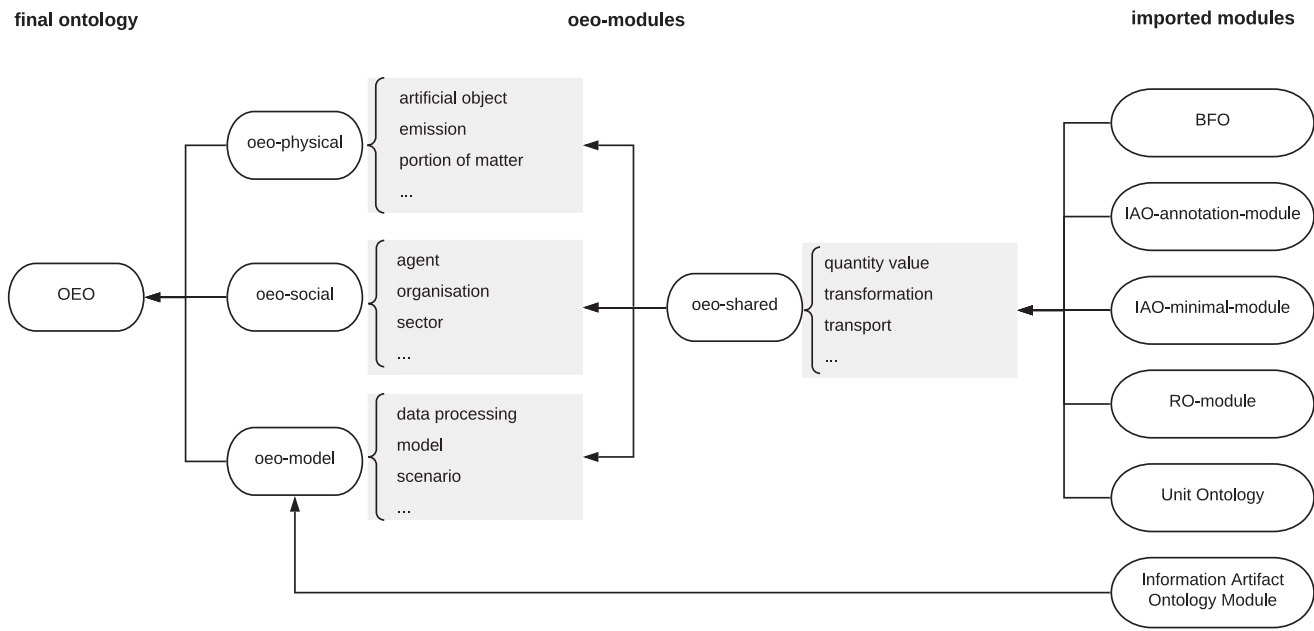 final ontology
oeo-modules
imported modules
oeo-physical
artificial object
emission
portion of matter
...
OEO
oeo-social
agent
organisation
sector
...
oeo-model
data processing
model
scenario
...
oeo-shared
quantity value
transformation
transport
...
BFO
IAO-annotation-module
IAO-minimal-module
RO-module
Unit Ontology
Information Artifact
Ontology Module